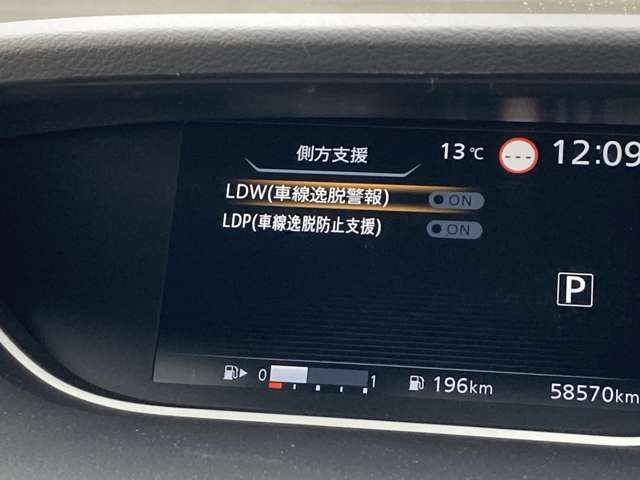 側方支援 13℃ --- 12:09
LDW(車線逸脱警報) ON
LDP(車線逸脱防止支援) ON
P
0 1 196km 58570km